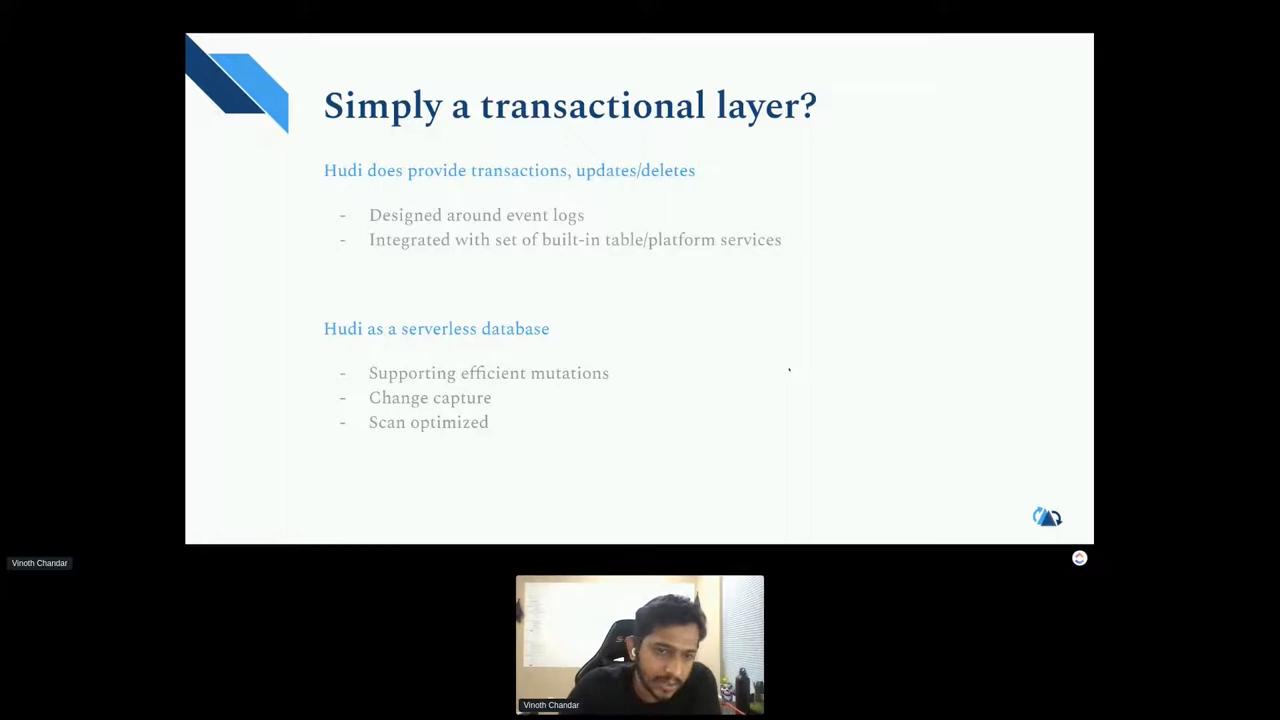 Simply a transactional layer?
Hudi does provide transactions, updates/deletes
- Designed around event logs
- Integrated with set of built-in table/platform services
Hudi as a serverless database
- Supporting efficient mutations
- Change capture
- Scan optimized
Vinoth Chandar
Vinoth Chandar